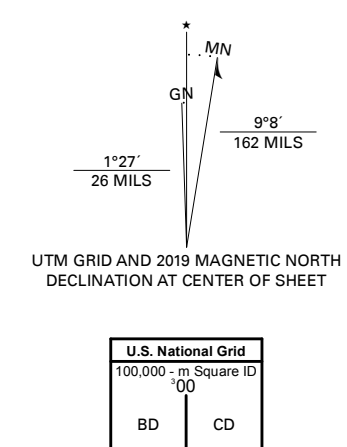 MN
GN
9°8´
162 MILS
1°27´
26 MILS
UTM GRID AND 2019 MAGNETIC NORTH
DECLINATION AT CENTER OF SHEET
U.S. National Grid
100,000 - m Square ID
³00
BD CD